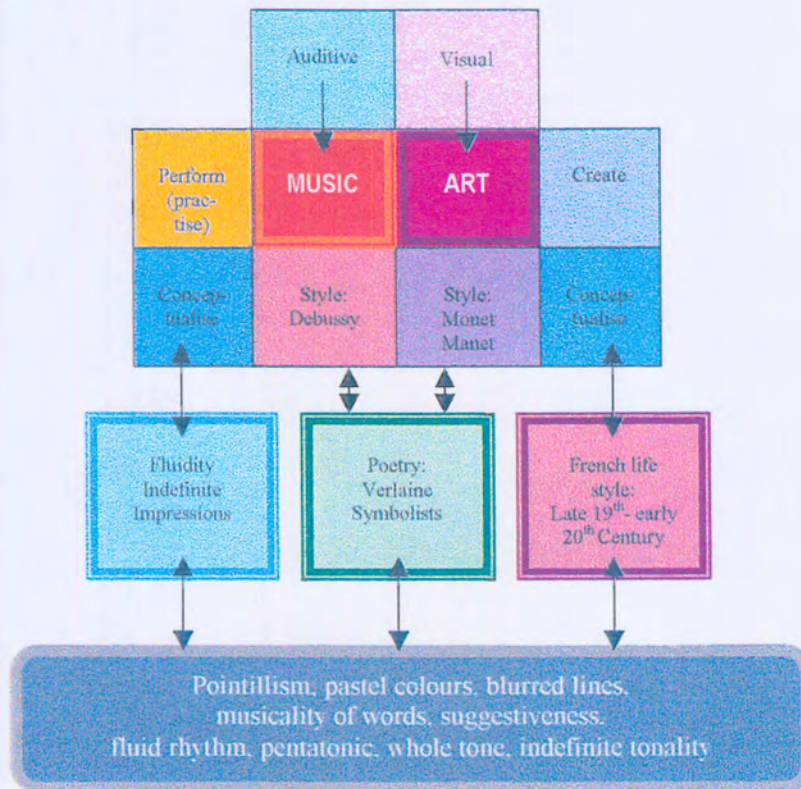 Auditive
Visual
Perform
(prac-
tise)
MUSIC
ART
Create
Concep-
tualise
Style:
Debussy
Style:
Monet
Manet
Concep-
tualise
Fluidity
Indefinite
Impressions
Poetry:
Verlaine
Symbolists
French life
style:
Late 19th- early
20th Century
Pointillism, pastel colours, blurred lines,
musicality of words, suggestiveness.
fluid rhythm, pentatonic, whole tone, indefinite tonality